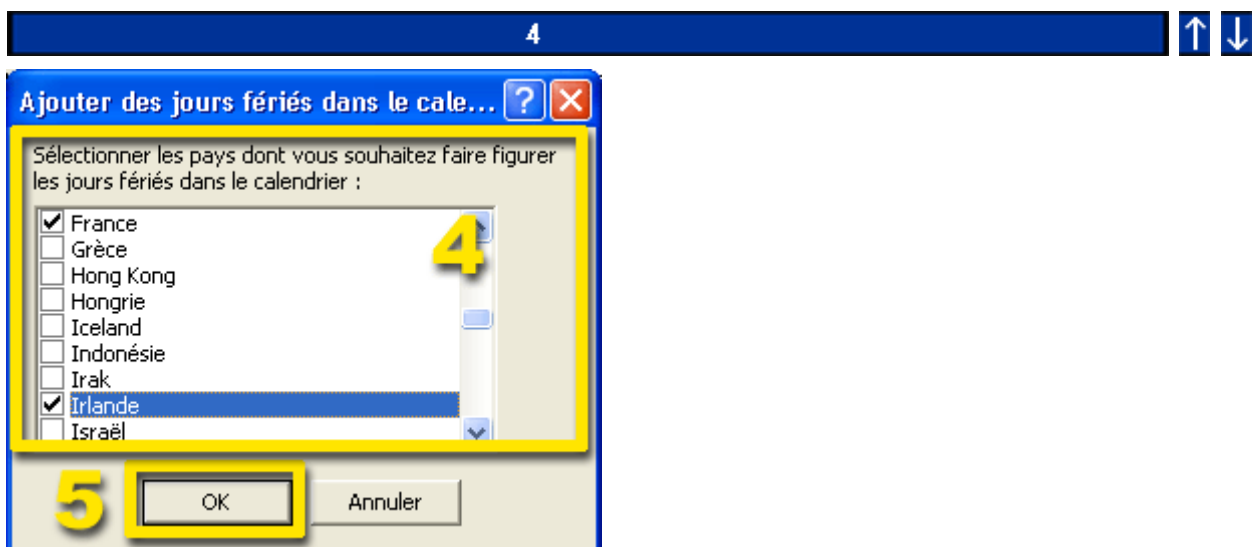 4
Ajouter des jours fériés dans le cale...
Sélectionner les pays dont vous souhaitez faire figurer
les jours fériés dans le calendrier :
France
4
Grèce
Hong Kong
Hongrie
Iceland
Indonésie
Irak
Irlande
Israël
5
OK
Annuler